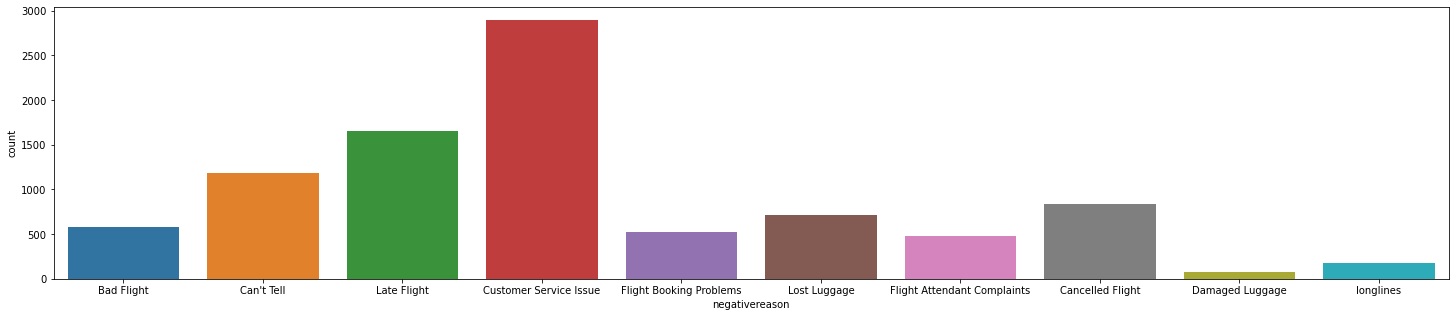 3000
2500
2000
1500
1000
500
0
count
Bad Flight Can't Tell Late Flight Customer Service Issue Flight Booking Problems Lost Luggage Flight Attendant Complaints Cancelled Flight Damaged Luggage longlines
negativereason